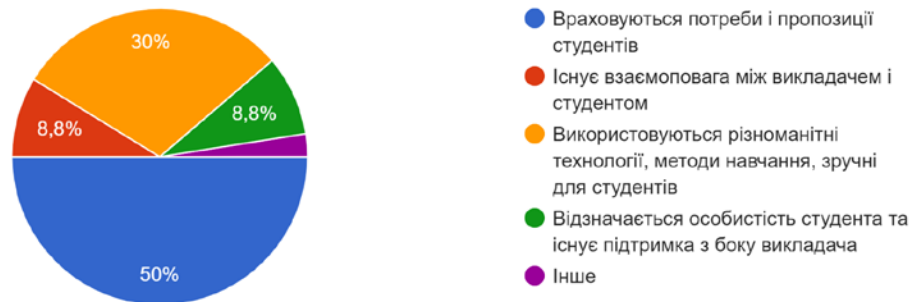 30%
8,8%
8,8%
50%
Враховуються потреби і пропозиції
студентів
Існує взаємоповага між викладачем і
студентом
Використовуються різноманітні
технології, методи навчання, зручні
для студентів
Відзначається особистість студента та
існує підтримка з боку викладача
Інше